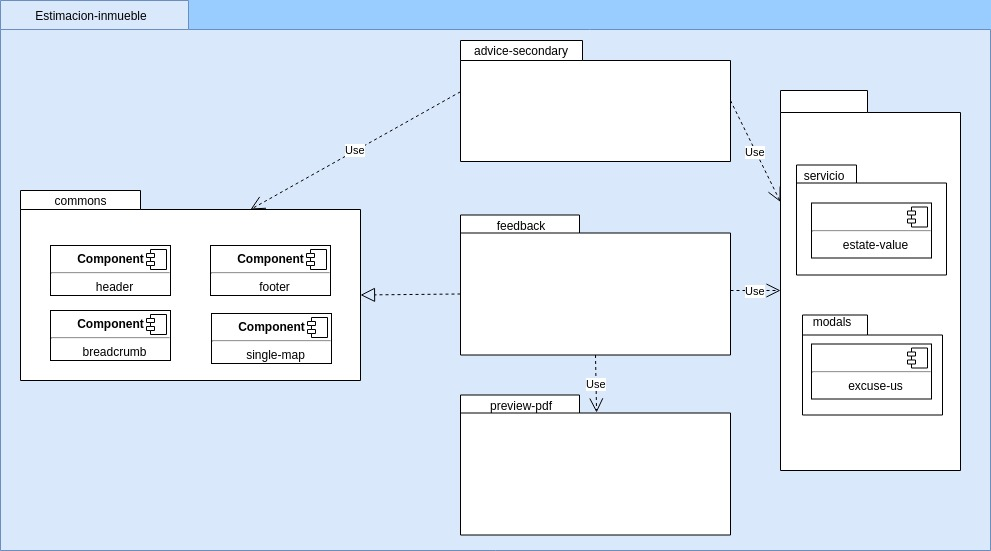 Estimacion-inmueble
advice-secondary
Use
Use
commons
Component
header
Component
footer
Component
breadcrumb
Component
single-map
feedback
Use
Use
preview-pdf
servicio
estate-value
modals
excuse-us